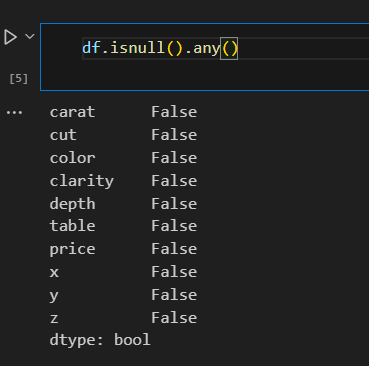 df.isnull().any()
[5]
...
carat False
cut False
color False
clarity False
depth False
table False
price False
x False
y False
z False
dtype: bool